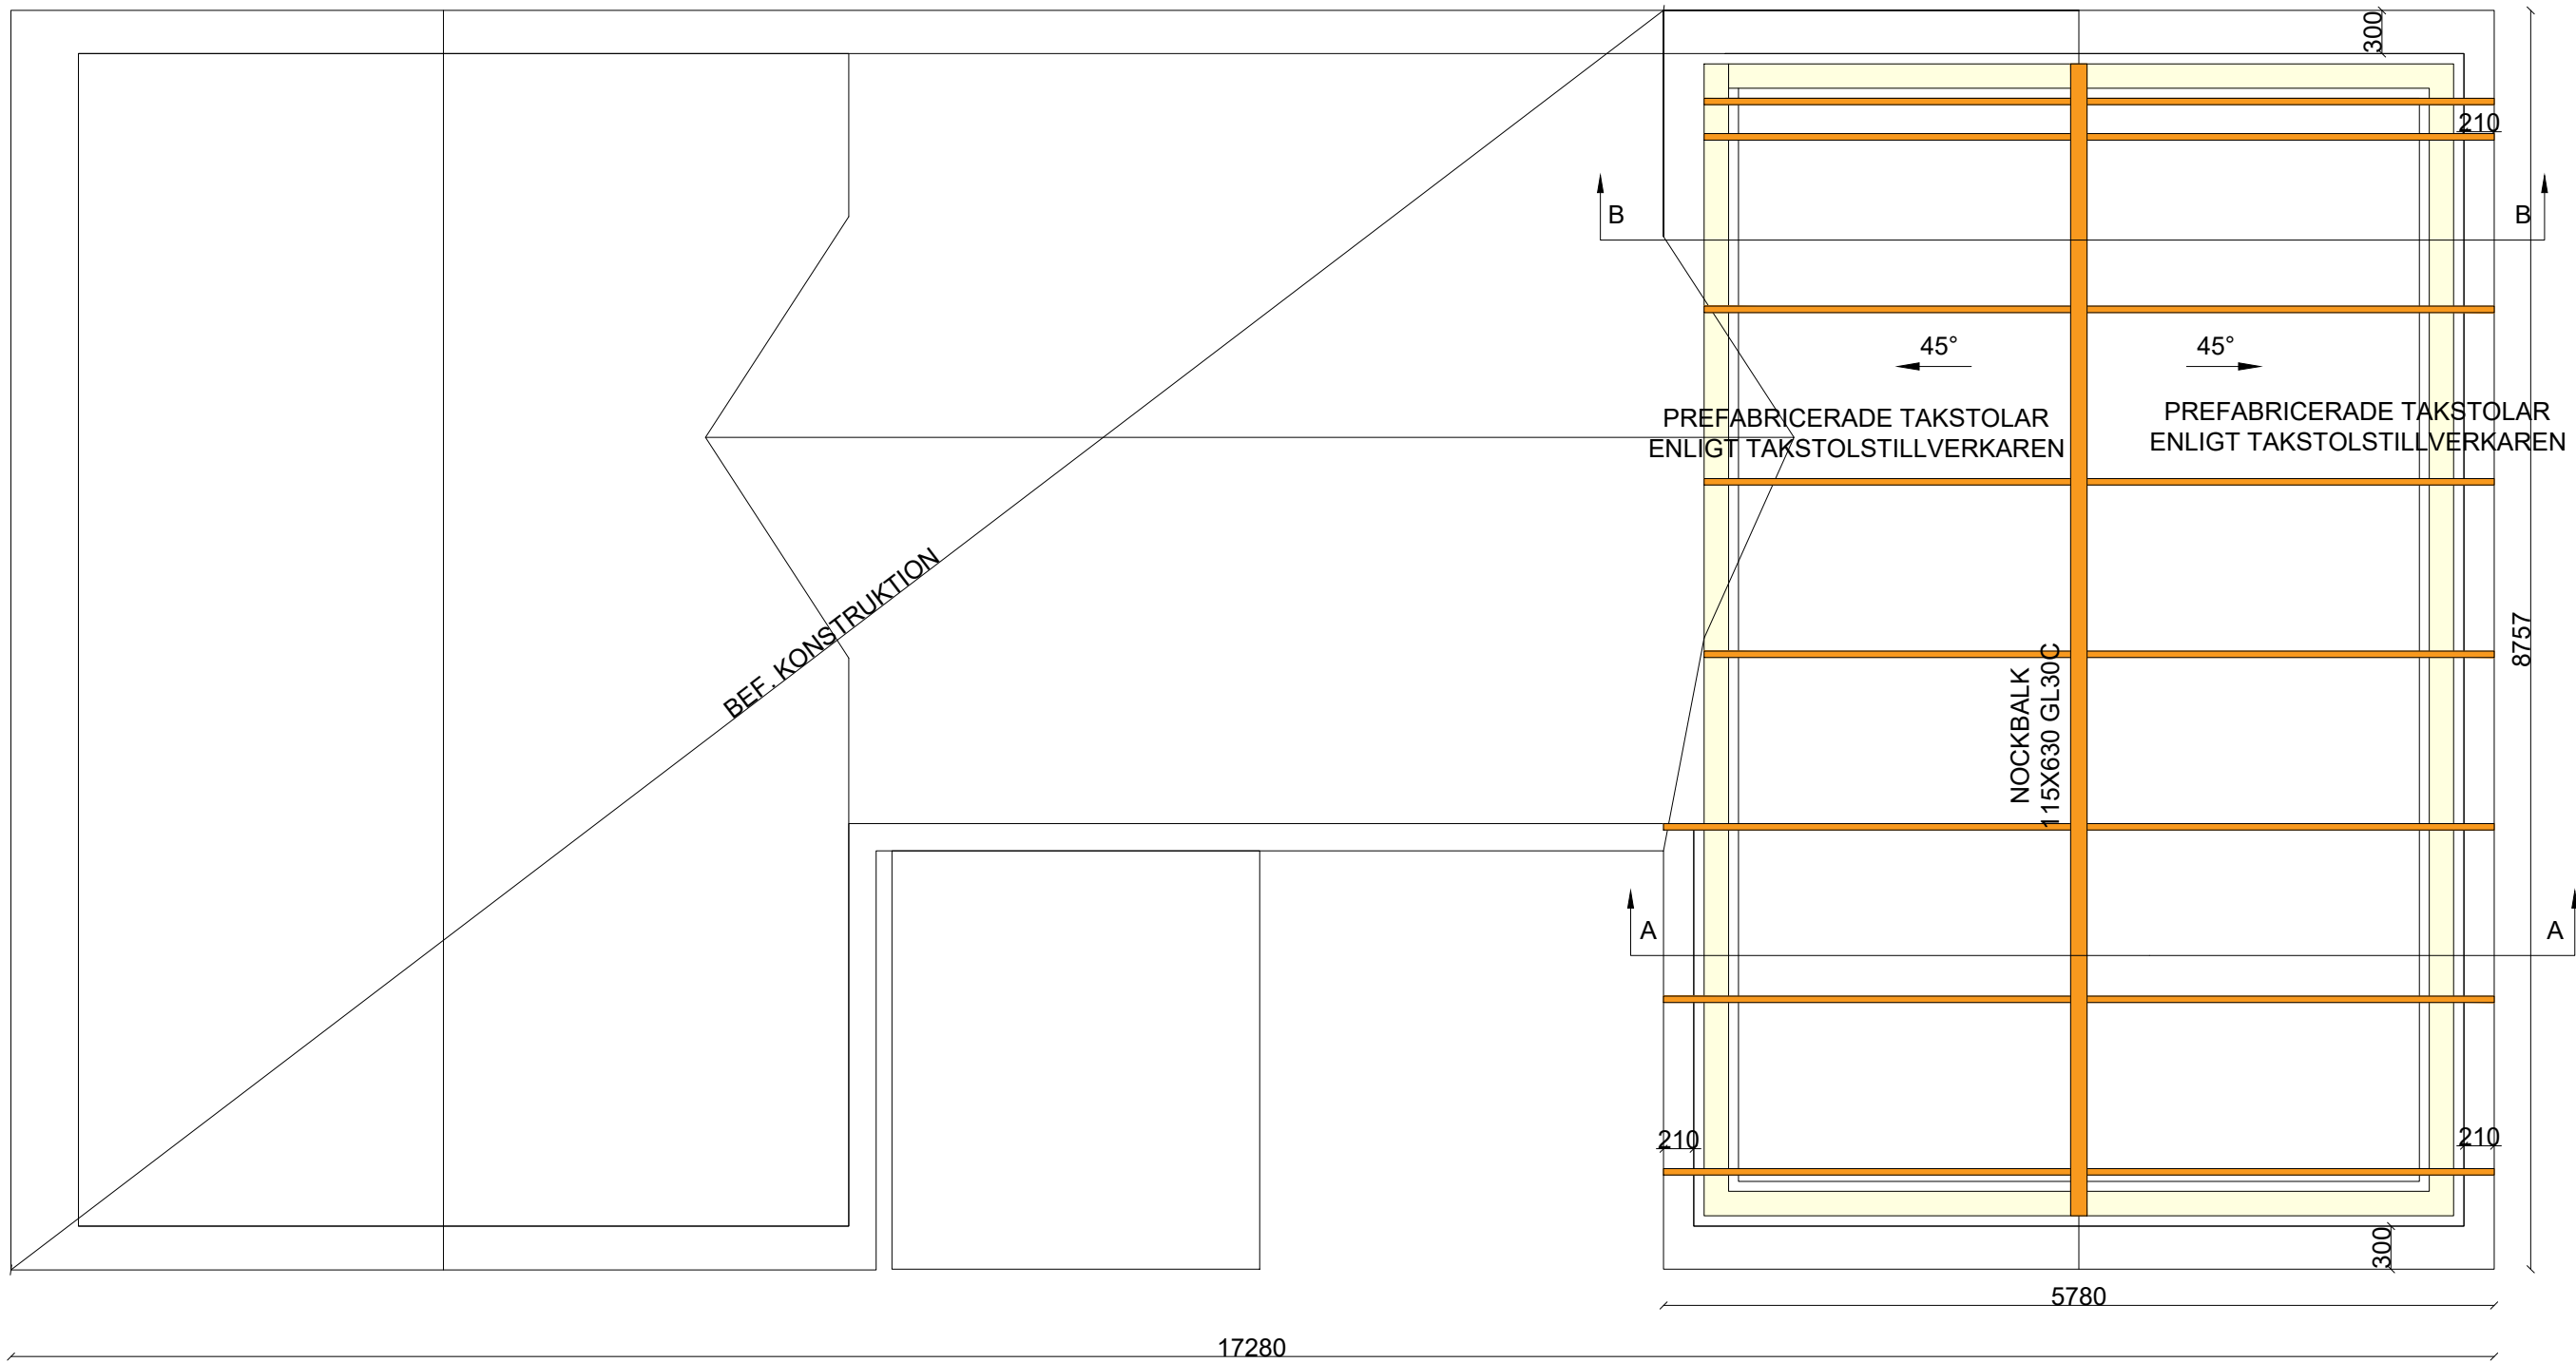 300
210
B
B
45°
45°
PREFABRICERADE TAKSTOLAR
ENLIGT TAKSTOLSTILLVERKAREN
PREFABRICERADE TAKSTOLAR
ENLIGT TAKSTOLSTILLVERKAREN
BEF. KONSTRUKTION
NOCKBALK
115X630 GL30C
8757
A
A
210
210
300
5780
17280